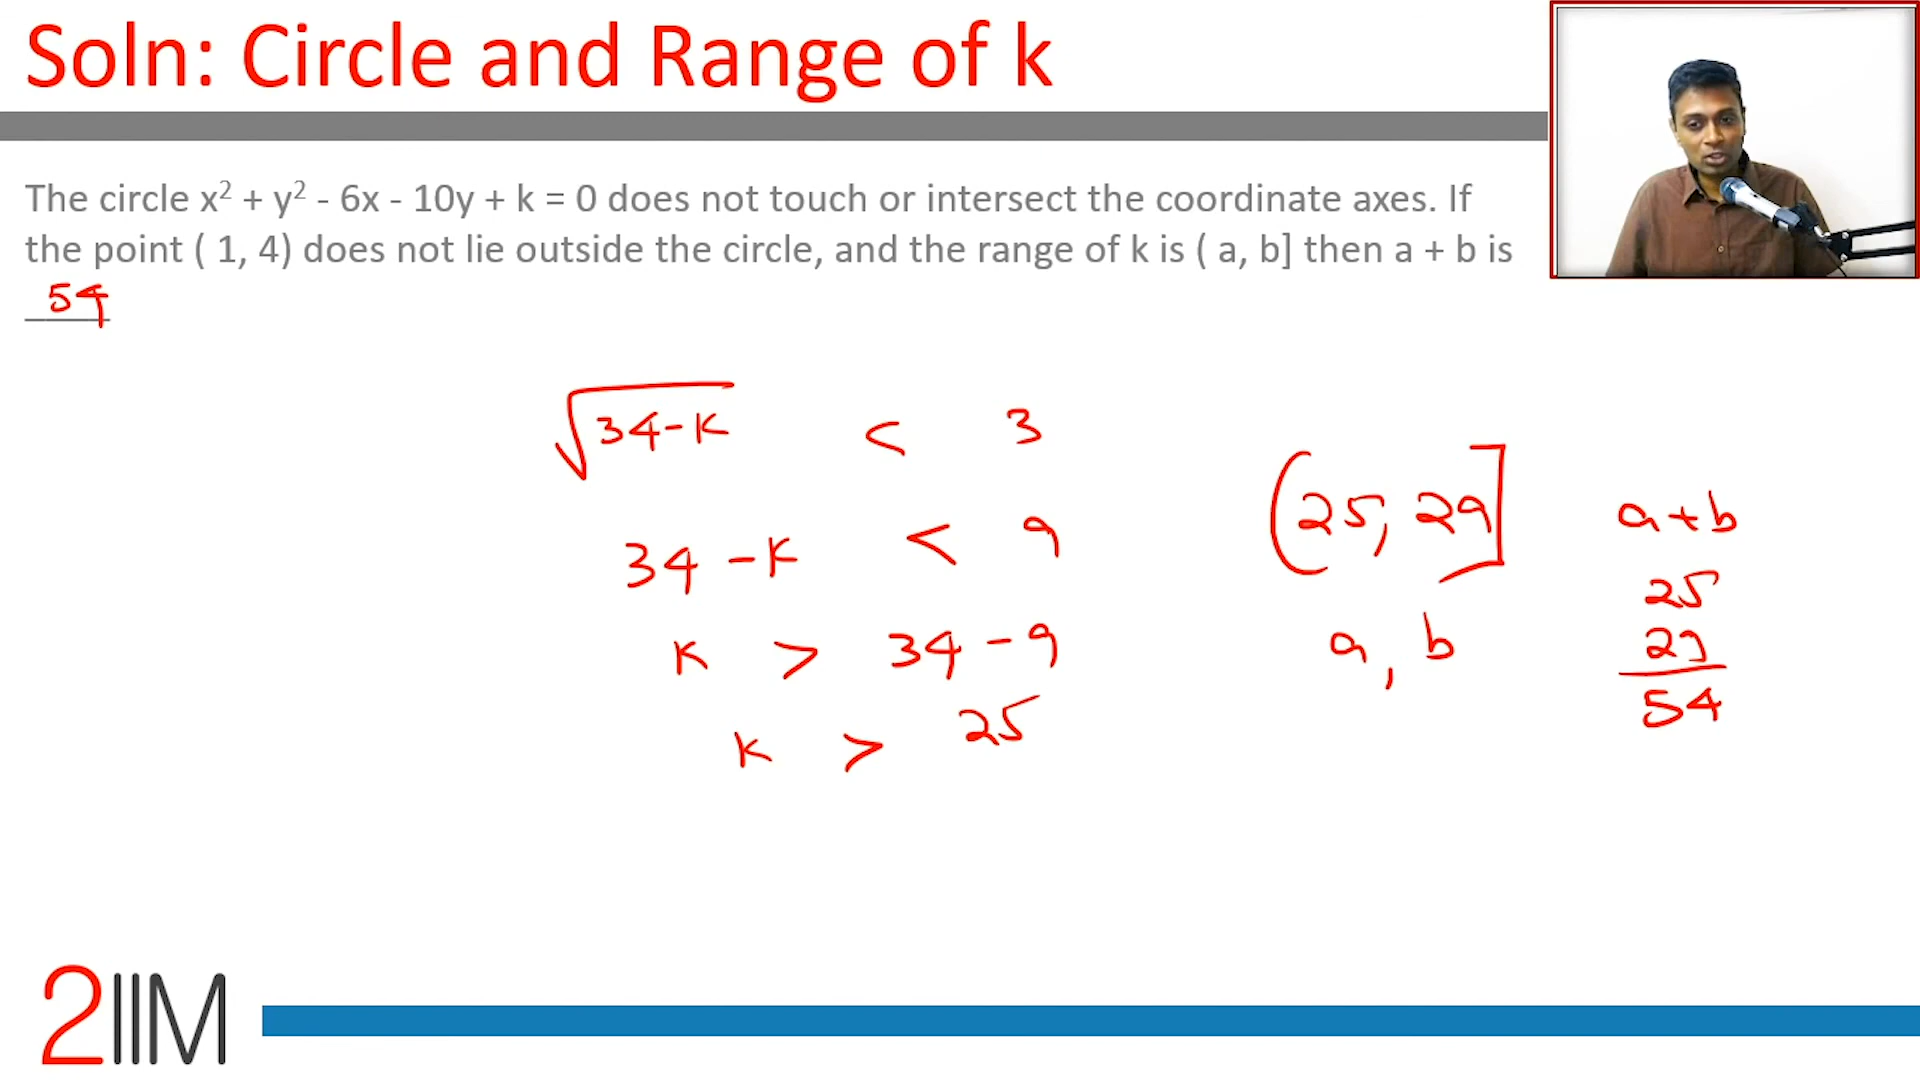 Soln: Circle and Range of k
The circle x² + y² - 6x - 10y + k = 0 does not touch or intersect the coordinate axes. If
the point ( 1, 4) does not lie outside the circle, and the range of k is ( a, b] then a + b is
54
√34-k < 3
34 - k < 9
k > 34 - 9
k > 25
(25, 29]
a, b
a+b
25
29
54
2IIM